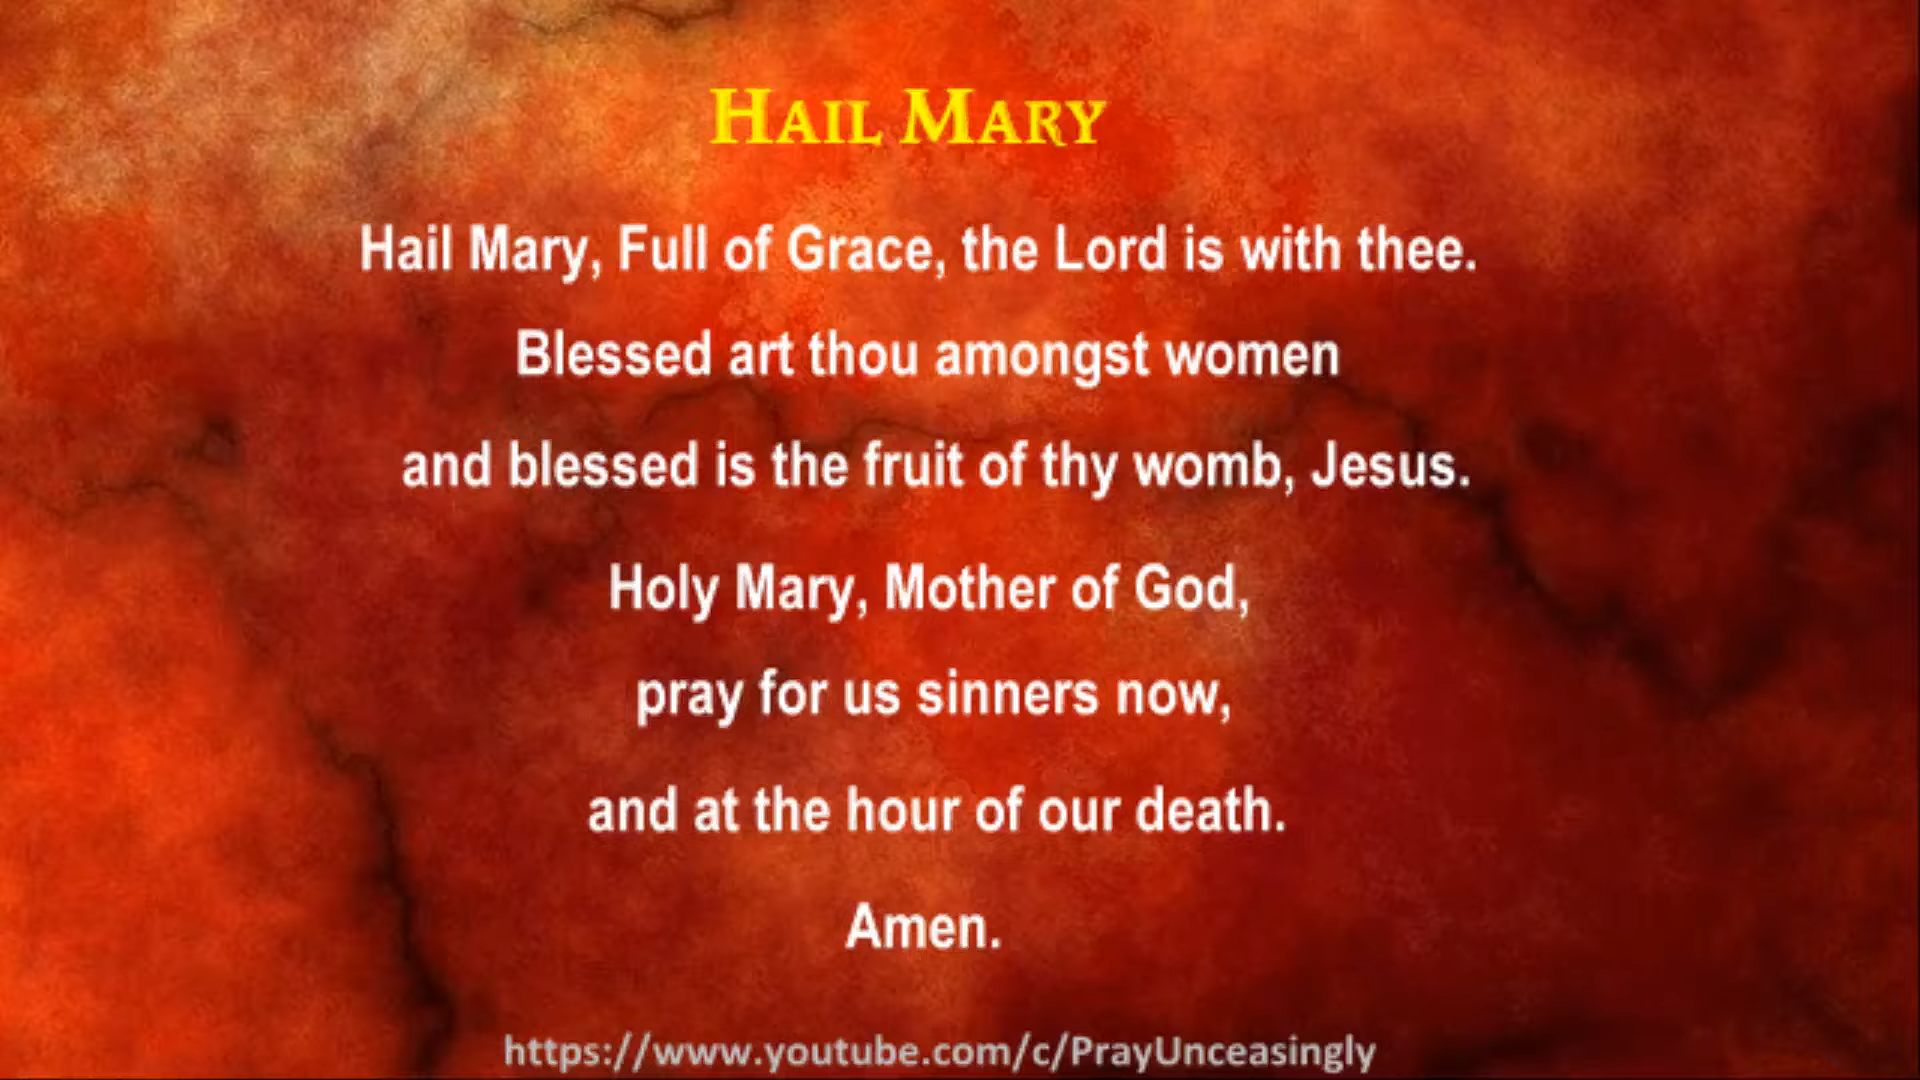 Hail Mary
Hail Mary, Full of Grace, the Lord is with thee.
Blessed art thou amongst women
and blessed is the fruit of thy womb, Jesus.
Holy Mary, Mother of God,
pray for us sinners now,
and at the hour of our death.
Amen.
https://www.youtube.com/c/PrayUnceasingly